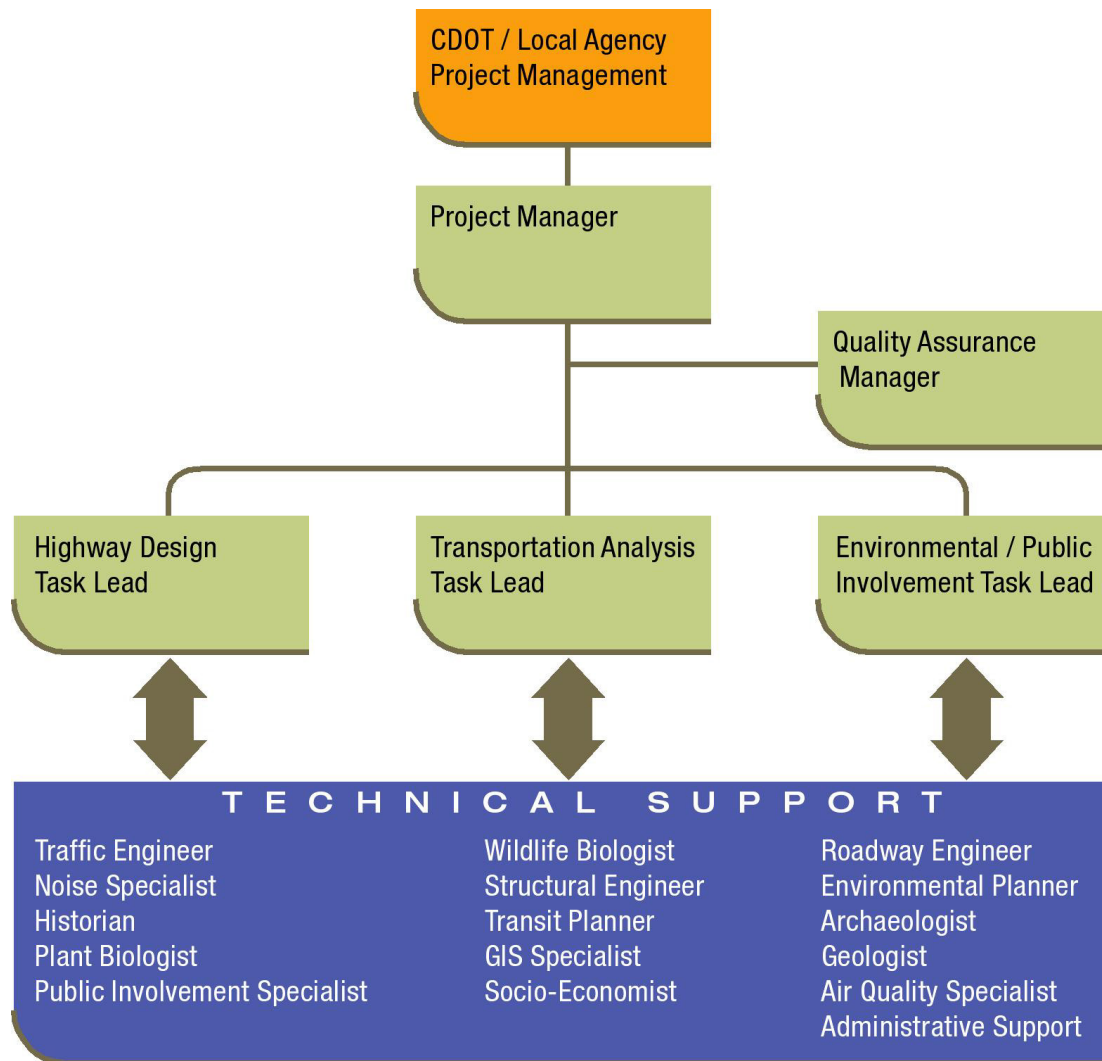 CDOT / Local Agency
Project Management
Project Manager
Quality Assurance
Manager
Highway Design
Task Lead
Transportation Analysis
Task Lead
Environmental / Public
Involvement Task Lead
TECHNICAL SUPPORT
Traffic Engineer
Noise Specialist
Historian
Plant Biologist
Public Involvement Specialist
Wildlife Biologist
Structural Engineer
Transit Planner
GIS Specialist
Socio-Economist
Roadway Engineer
Environmental Planner
Archaeologist
Geologist
Air Quality Specialist
Administrative Support